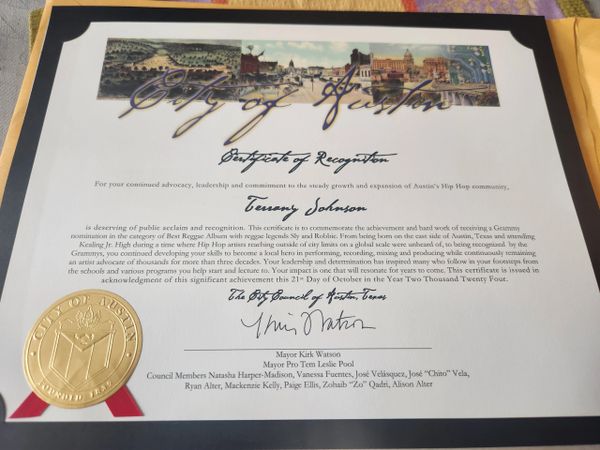 City of Austin
Certificate of Recognition
For your continued advocacy, leadership and commitment to the steady growth and expansion of Austin's Hip Hop community,
Terrany Johnson
is deserving of public acclaim and recognition. This certificate is to commemorate the achievement and hard work of receiving a Grammy
nomination in the category of Best Reggae Album with reggae legends Sly and Robbie. From being born on the east side of Austin, Texas and attending
Kealing Jr. High during a time where Hip Hop artists reaching outside of city limits on a global scale were unheard of, to being recognized by the
Grammys, you continued developing your skills to become a local hero in performing, recording, mixing and producing while continuously remaining
an artist advocate of thousands for more than three decades. Your leadership and determination has inspired many who follow in your footsteps from
the schools and various programs you help start and lecture to. Your impact is one that will resonate for years to come. This certificate is issued in
acknowledgment of this significant achievement this 21st Day of October in the Year Two Thousand Twenty Four.
The City Council of Austin, Texas
Kirk Watson
Mayor Kirk Watson
Mayor Pro Tem Leslie Pool
Council Members Natasha Harper-Madison, Vanessa Fuentes, José Velásquez, José "Chito" Vela,
Ryan Alter, Mackenzie Kelly, Paige Ellis, Zohaib "Zo" Qadri, Alison Alter
CITY OF AUSTIN
FOUNDED 1839